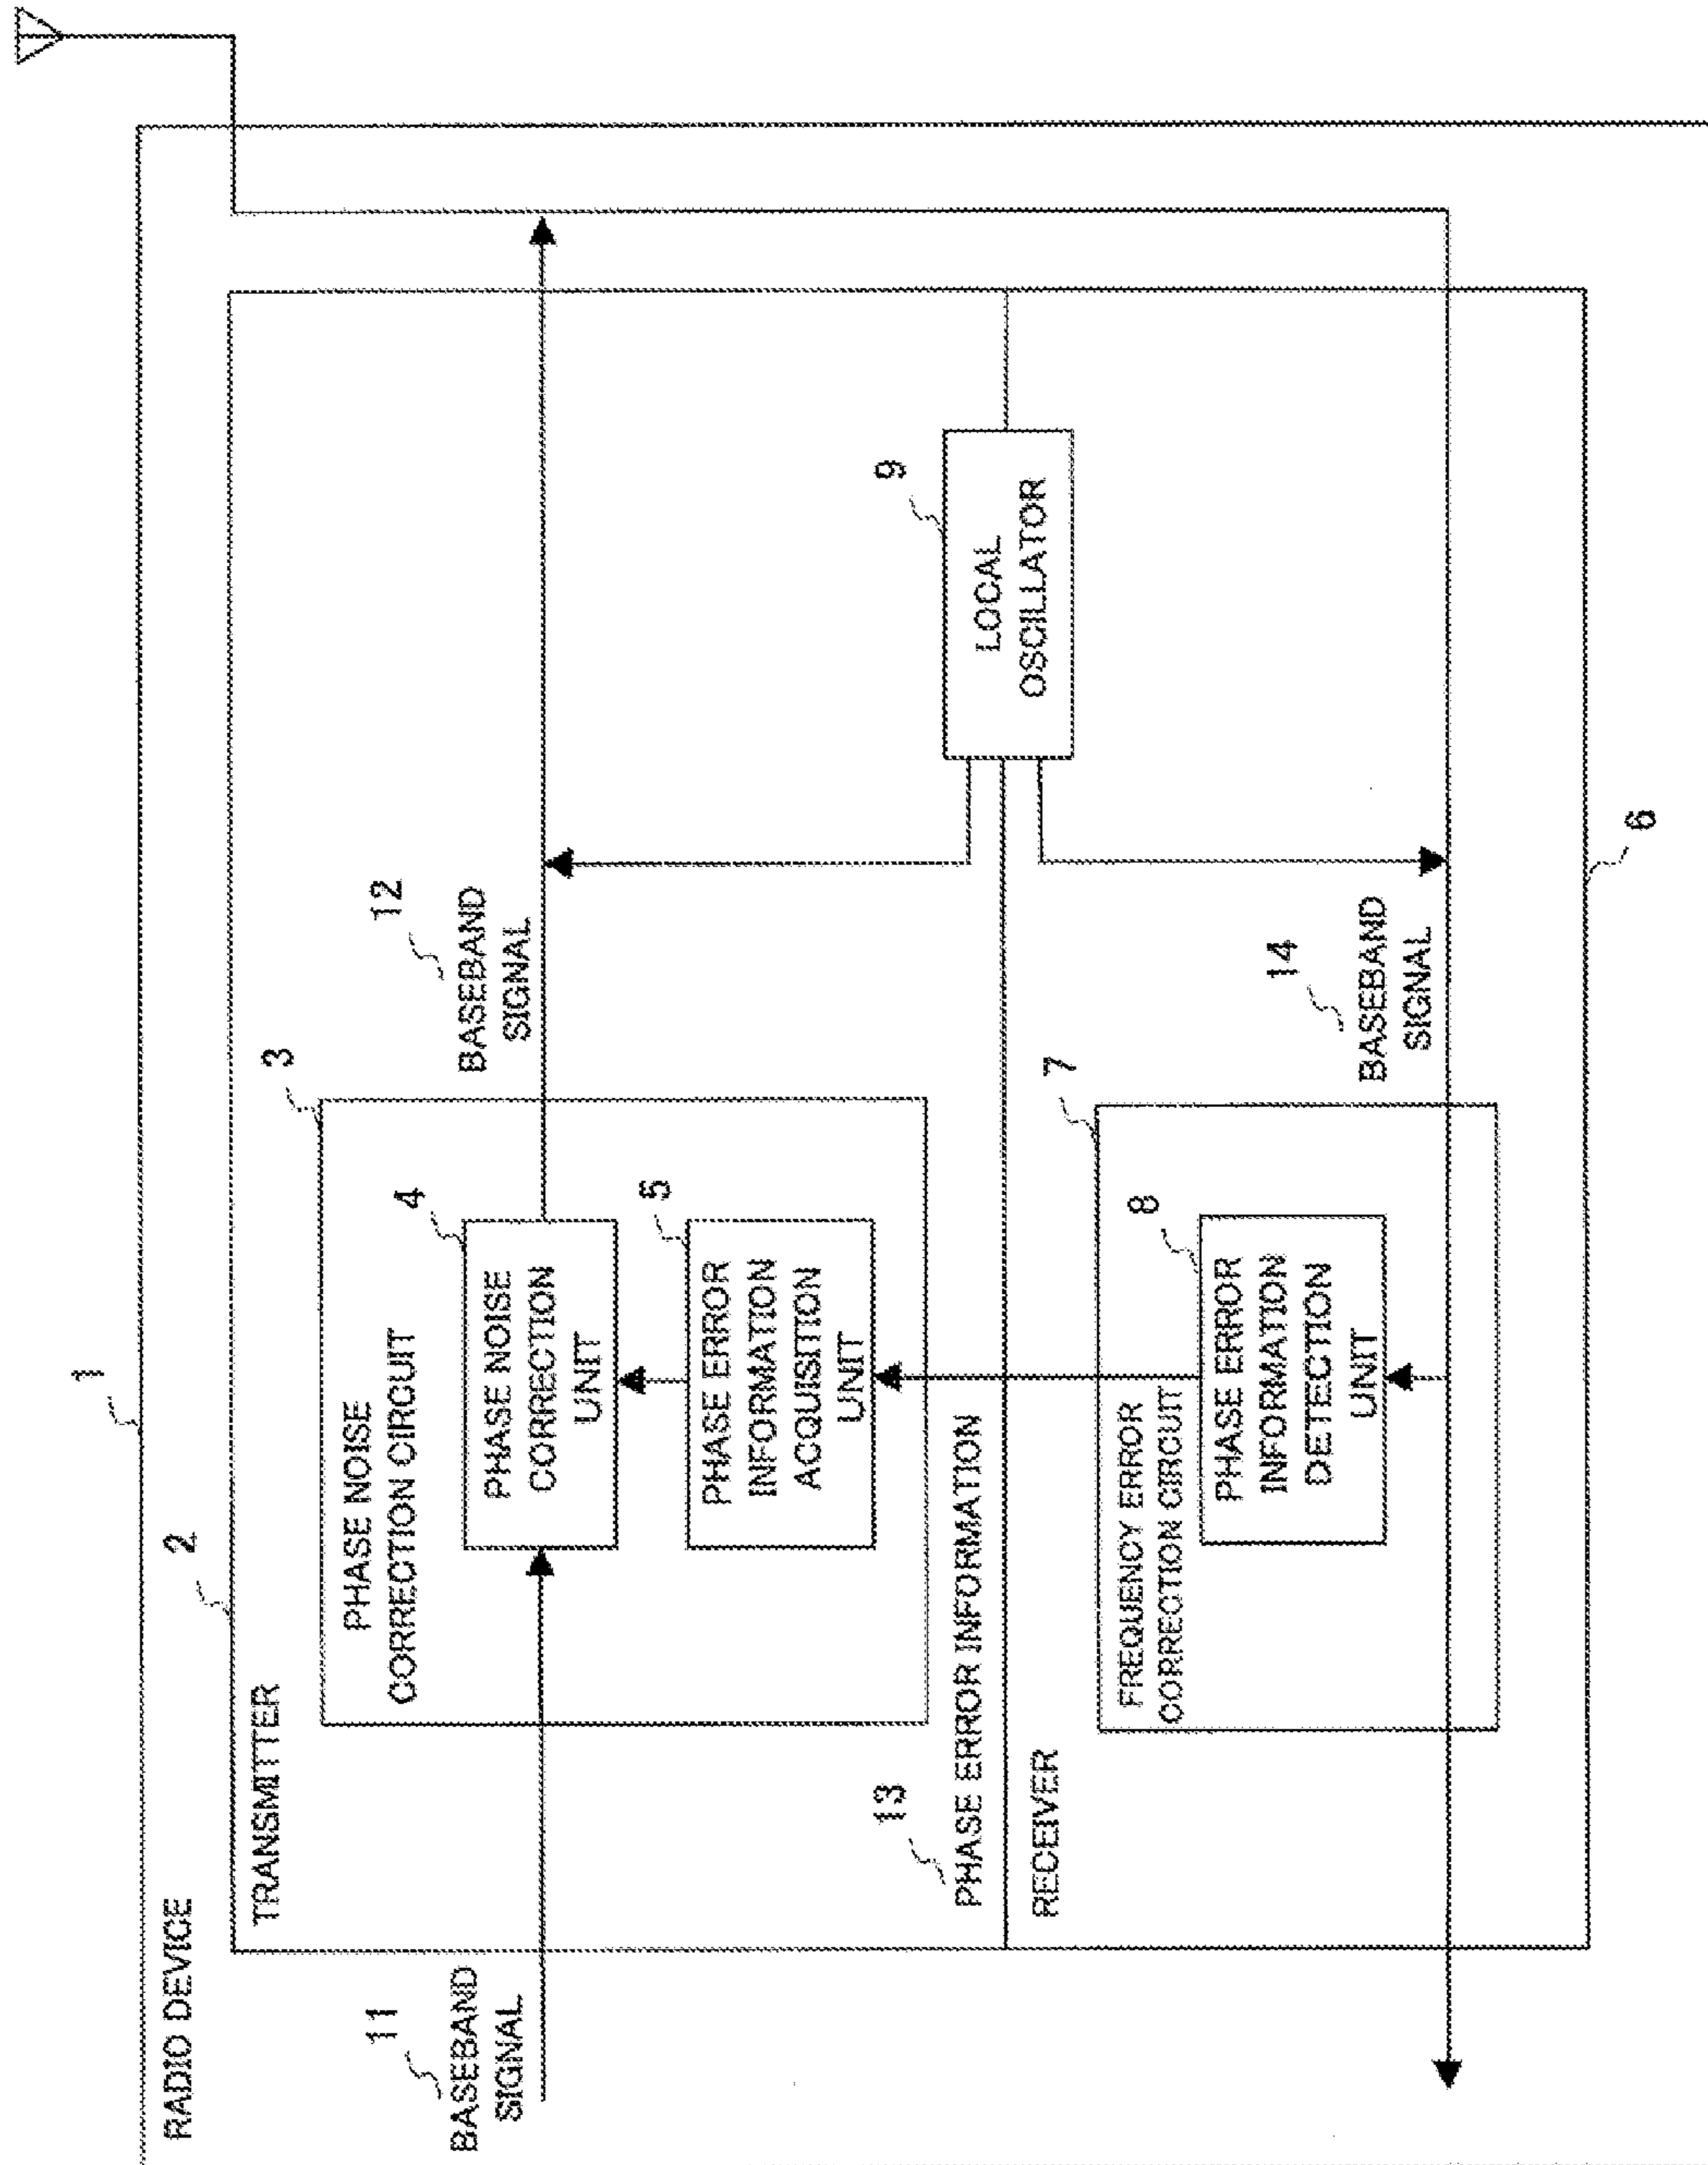 RADIO DEVICE
1
TRANSMITTER
2
11
BASEBAND
SIGNAL
PHASE NOISE
CORRECTION CIRCUIT
3
PHASE NOISE
CORRECTION
UNIT
4
12
BASEBAND
SIGNAL
PHASE ERROR
INFORMATION
ACQUISITION
UNIT
5
13
PHASE ERROR INFORMATION
LOCAL
OSCILLATOR
9
RECEIVER
FREQUENCY ERROR
CORRECTION CIRCUIT
7
PHASE ERROR
INFORMATION
DETECTION
UNIT
8
14
BASEBAND
SIGNAL
6